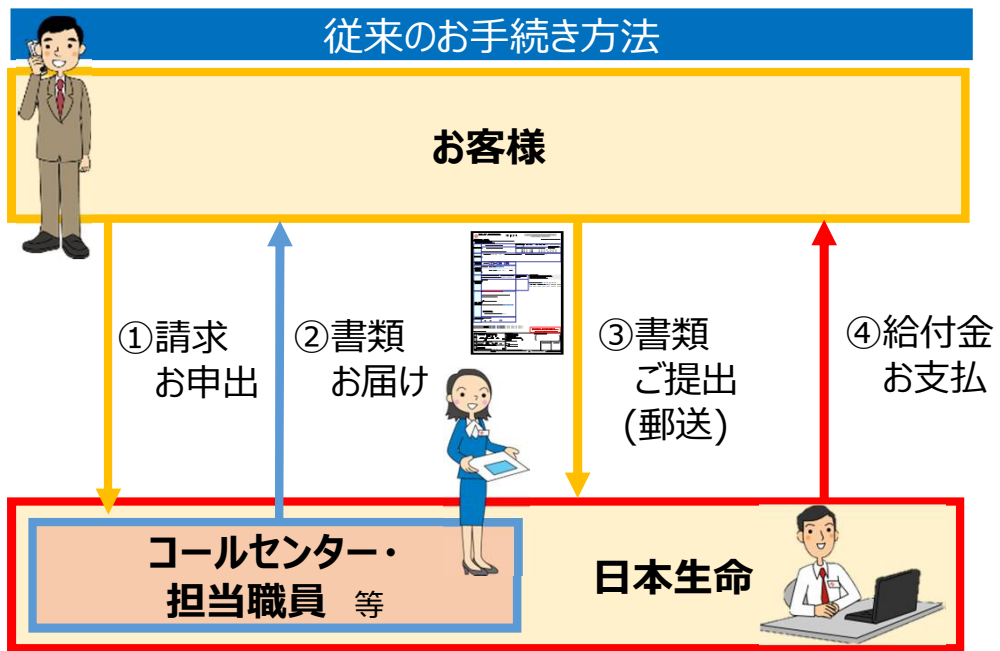 従来のお手続き方法
お客様
①請求
お申出
②書類
お届け
③書類
ご提出
(郵送)
④給付金
お支払
コールセンター・
担当職員 等
日本生命